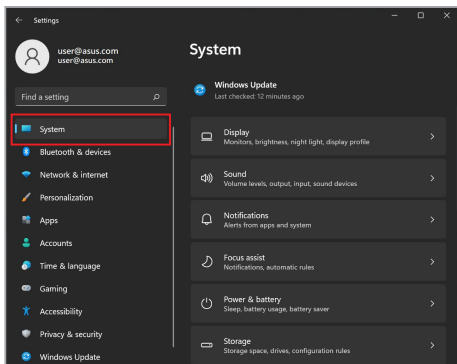 Settings
user@asus.com
user@asus.com
Find a setting
System
Bluetooth & devices
Network & internet
Personalization
Apps
Accounts
Time & language
Gaming
Accessibility
Privacy & security
Windows Update
System
Windows Update
Last checked: 12 minutes ago
Display
Monitors, brightness, night light, display profile
Sound
Volume levels, output, input, sound devices
Notifications
Alerts from apps and system
Focus assist
Notifications, automatic rules
Power & battery
Sleep, battery usage, battery saver
Storage
Storage space, drives, configuration rules